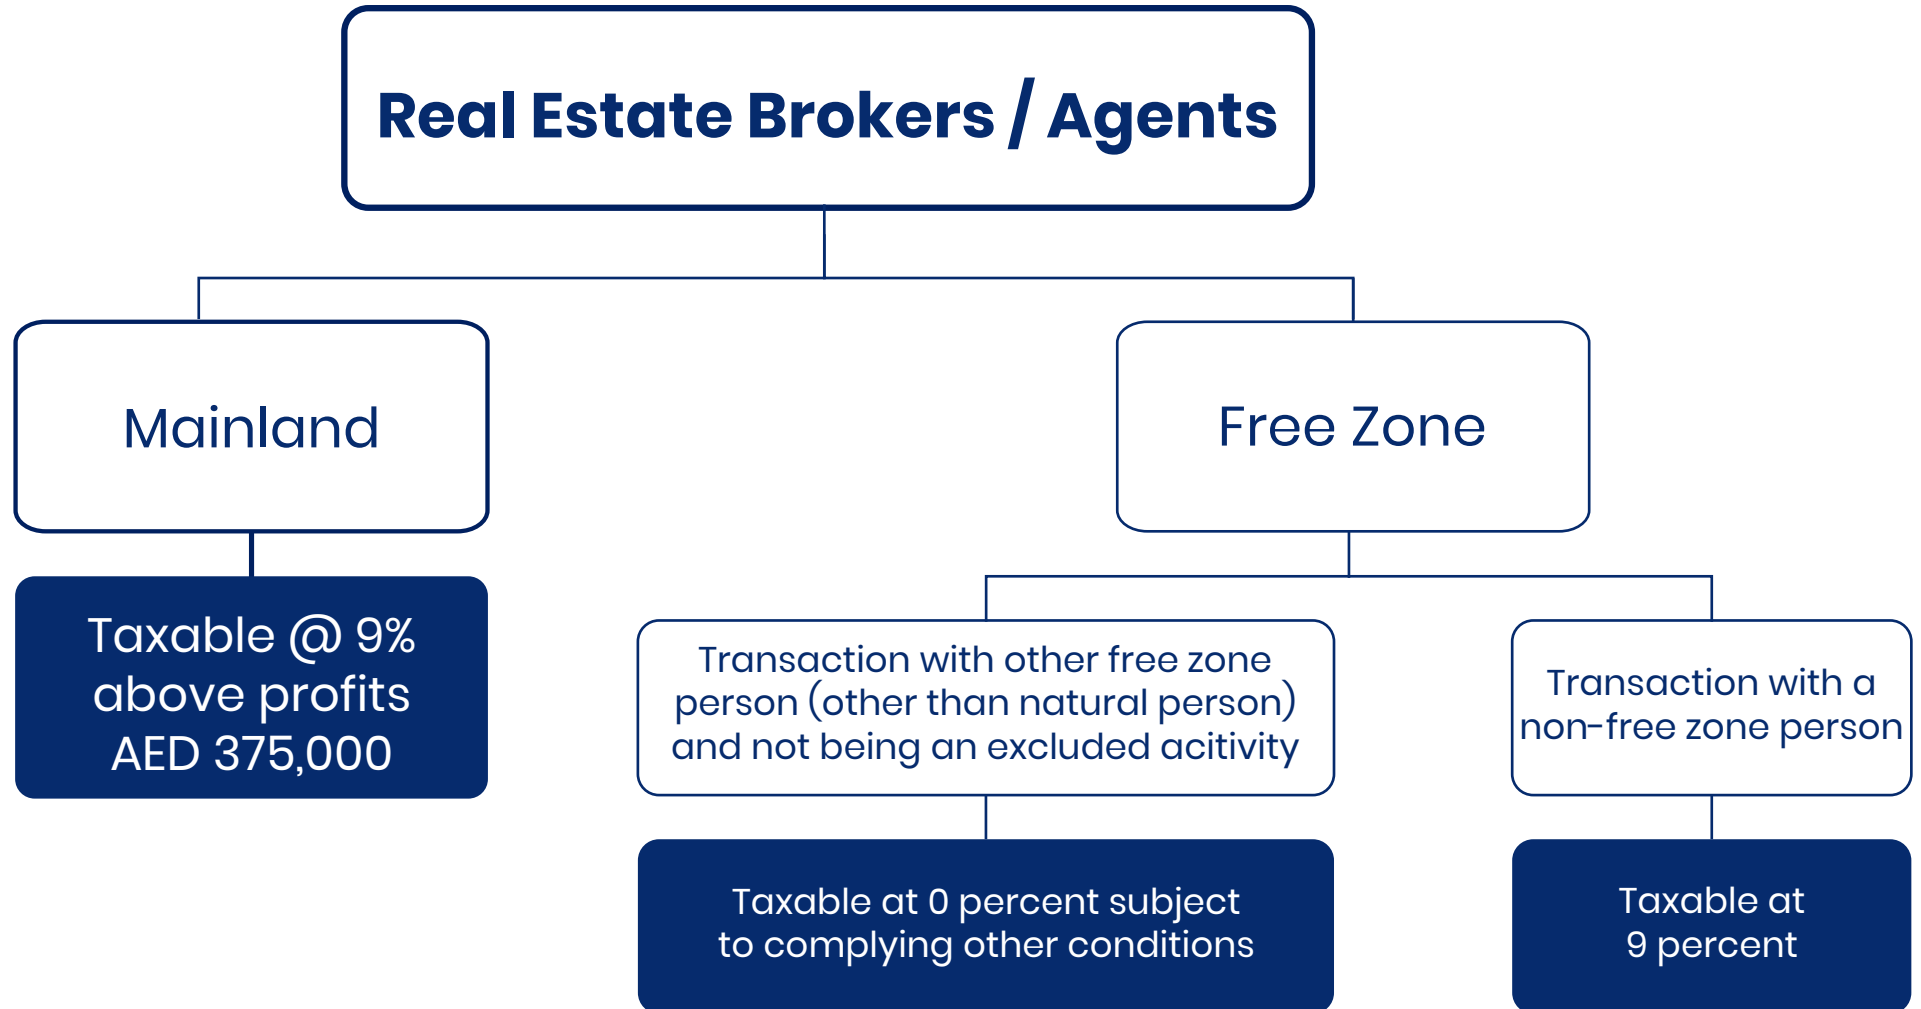 Real Estate Brokers / Agents
Mainland
Free Zone
Taxable @ 9%
above profits
AED 375,000
Transaction with other free zone
person (other than natural person)
and not being an excluded acitivity
Transaction with a
non-free zone person
Taxable at 0 percent subject
to complying other conditions
Taxable at
9 percent